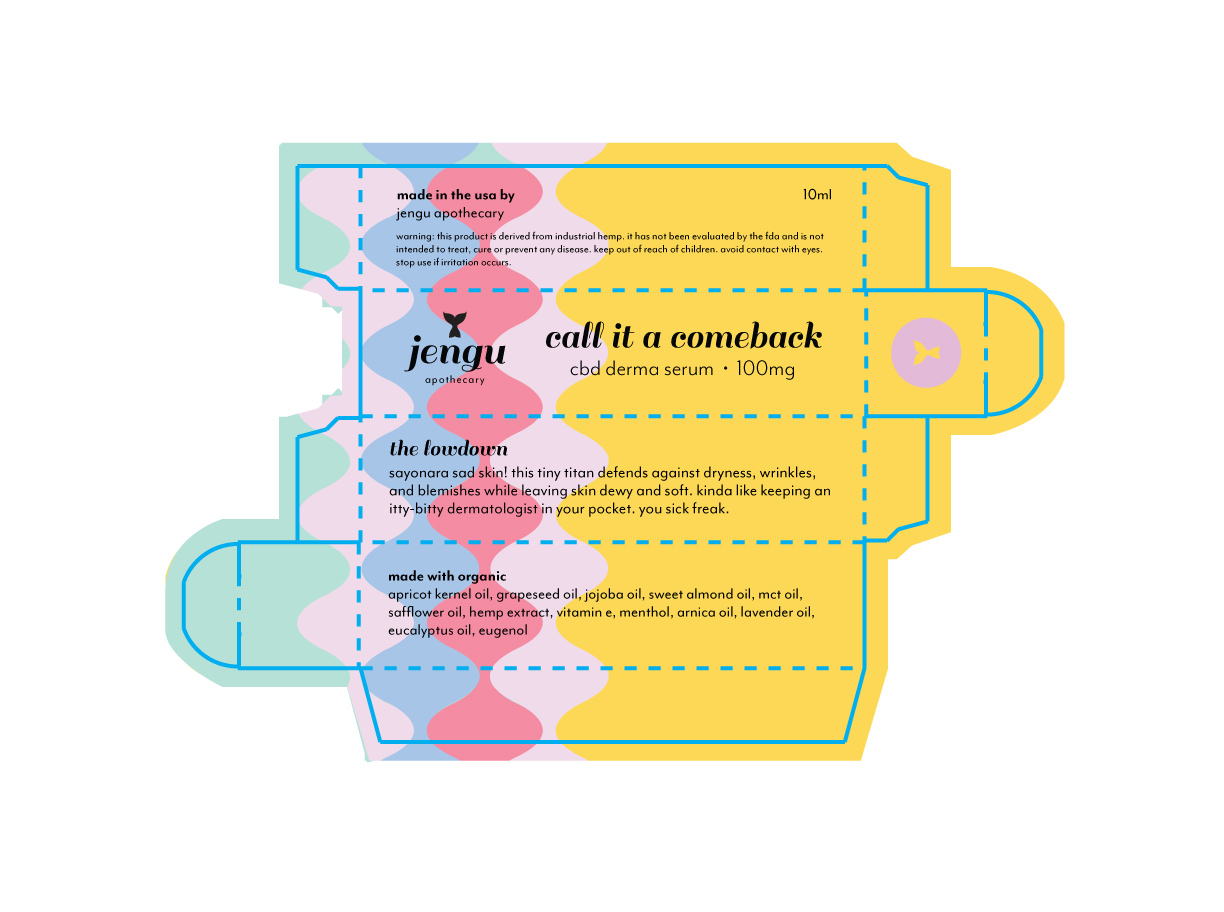 made in the usa by
jengu apothecary
10ml
warning: this product is derived from industrial hemp. it has not been evaluated by the fda and is not
intended to treat, cure or prevent any disease. keep out of reach of children. avoid contact with eyes.
stop use if irritation occurs.
jengu
apothecary
call it a comeback
cbd derma serum • 100mg
the lowdown
sayonara sad skin! this tiny titan defends against dryness, wrinkles,
and blemishes while leaving skin dewy and soft. kinda like keeping an
itty-bitty dermatologist in your pocket. you sick freak.
made with organic
apricot kernel oil, grapeseed oil, jojoba oil, sweet almond oil, mct oil,
safflower oil, hemp extract, vitamin e, menthol, arnica oil, lavender oil,
eucalyptus oil, eugenol